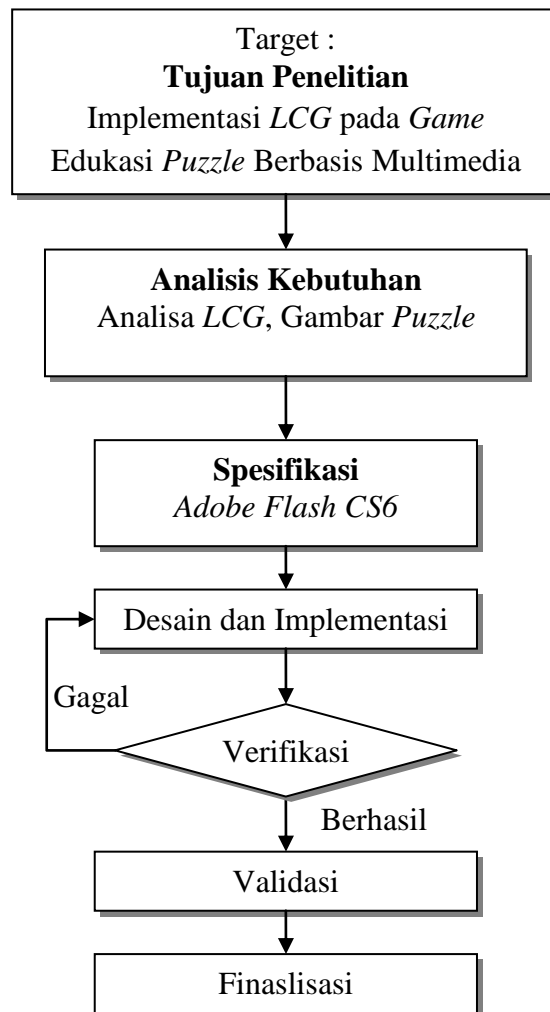 Target :
Tujuan Penelitian
Implementasi LCG pada Game
Edukasi Puzzle Berbasis Multimedia
Analisis Kebutuhan
Analisa LCG, Gambar Puzzle
Spesifikasi
Adobe Flash CS6
Desain dan Implementasi
Gagal
Verifikasi
Berhasil
Validasi
Finaslisasi